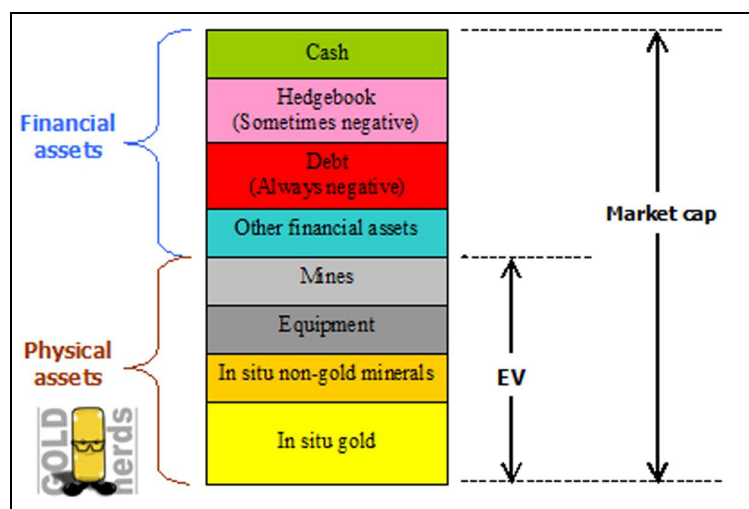 Cash
Hedgebook
(Sometimes negative)
Financial
assets
Debt
(Always negative)
Market cap
Other financial assets
Mines
Equipment
Physical
assets
In situ non-gold minerals
EV
In situ gold
GOLD
nerds